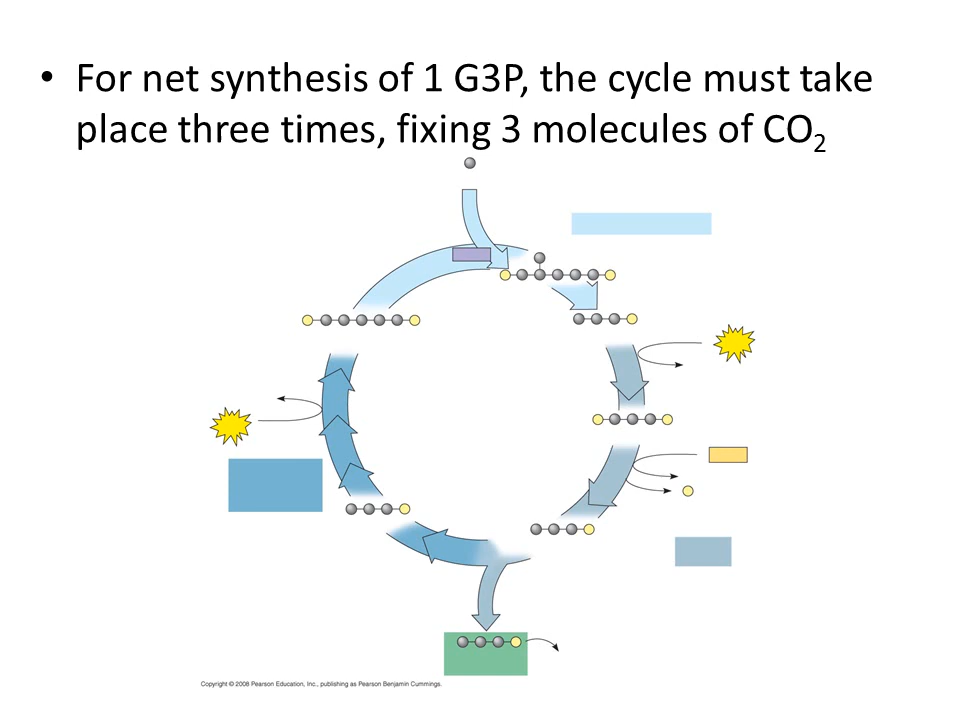 • For net synthesis of 1 G3P, the cycle must take
place three times, fixing 3 molecules of CO₂
Copyright © 2008 Pearson Education, Inc., publishing as Pearson Benjamin Cummings.